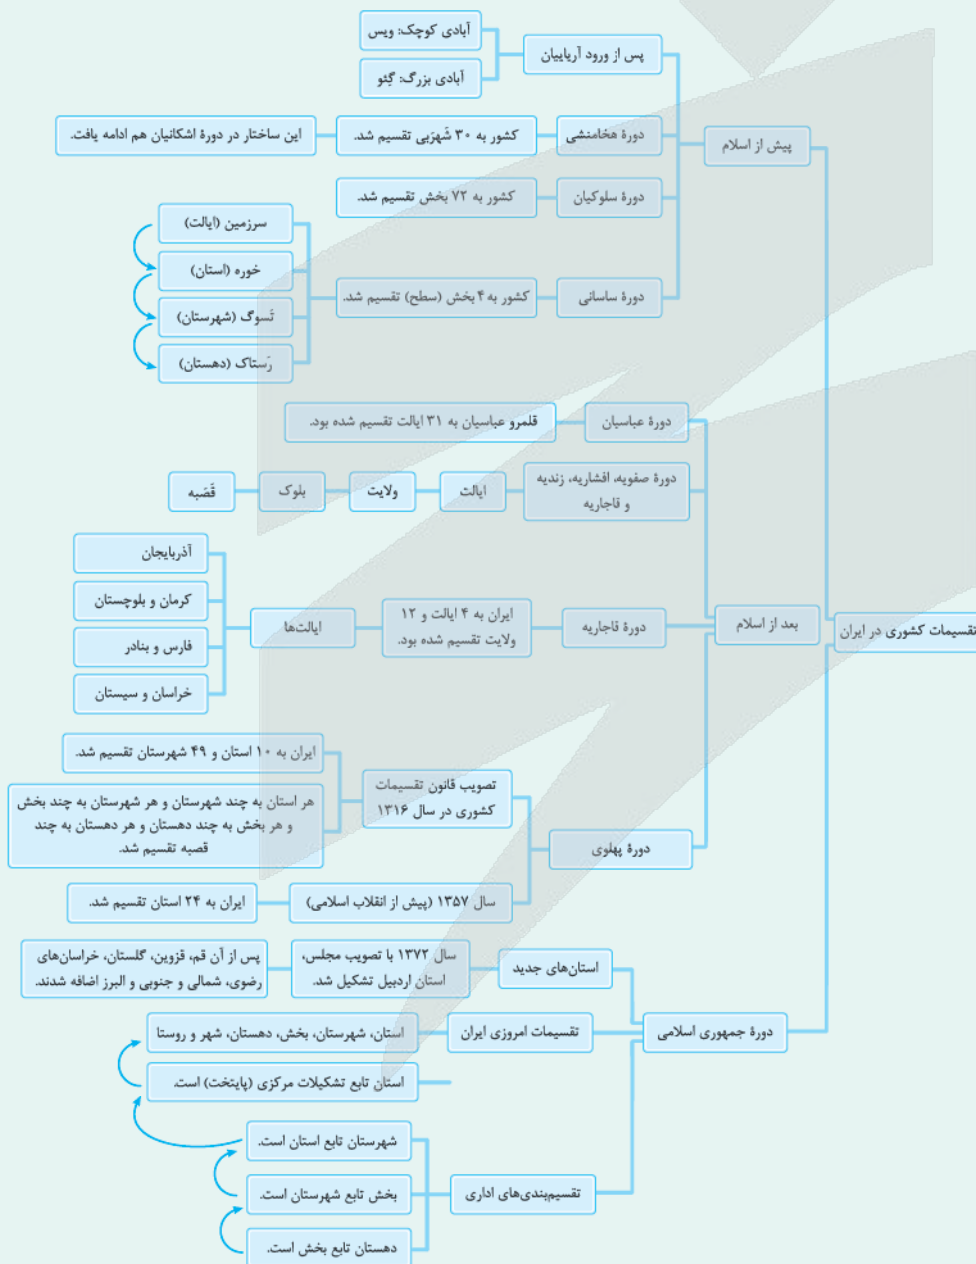 تقسیمات کشوری در ایران
پیش از اسلام
پس از ورود آریاییان
آبادی کوچک: ویس
آبادی بزرگ: گِئو
دورهٔ هخامنشی
کشور به ۳۰ شَهرَبی تقسیم شد.
این ساختار در دورهٔ اشکانیان هم ادامه یافت.
دورهٔ سلوکیان
کشور به ۷۲ بخش تقسیم شد.
دورهٔ ساسانی
کشور به ۴ بخش (سطح) تقسیم شد.
سرزمین (ایالت)
خوره (استان)
تَسوگ (شهرستان)
رَستاک (دهستان)
بعد از اسلام
دورهٔ عباسیان
قلمرو عباسیان به ۳۱ ایالت تقسیم شده بود.
دورهٔ صفویه، افشاریه، زندیه
و قاجاریه
ایالت
ولایت
بلوک
قَصَبه
دورهٔ قاجاریه
ایران به ۴ ایالت و ۱۲
ولایت تقسیم شده بود.
ایالت‌ها
آذربایجان
کرمان و بلوچستان
فارس و بنادر
خراسان و سیستان
دورهٔ پهلوی
تصویب قانون تقسیمات
کشوری در سال ۱۳۱۶
ایران به ۱۰ استان و ۴۹ شهرستان تقسیم شد.
هر استان به چند شهرستان و هر شهرستان به چند بخش
و هر بخش به چند دهستان و هر دهستان به چند
قصبه تقسیم شد.
سال ۱۳۵۷ (پیش از انقلاب اسلامی)
ایران به ۲۴ استان تقسیم شد.
دورهٔ جمهوری اسلامی
استان‌های جدید
سال ۱۳۷۲ با تصویب مجلس،
استان اردبیل تشکیل شد.
پس از آن قم، قزوین، گلستان، خراسان‌های
رضوی، شمالی و جنوبی و البرز اضافه شدند.
تقسیمات امروزی ایران
استان، شهرستان، بخش، دهستان، شهر و روستا
استان تابع تشکیلات مرکزی (پایتخت) است.
تقسیم‌بندی‌های اداری
شهرستان تابع استان است.
بخش تابع شهرستان است.
دهستان تابع بخش است.